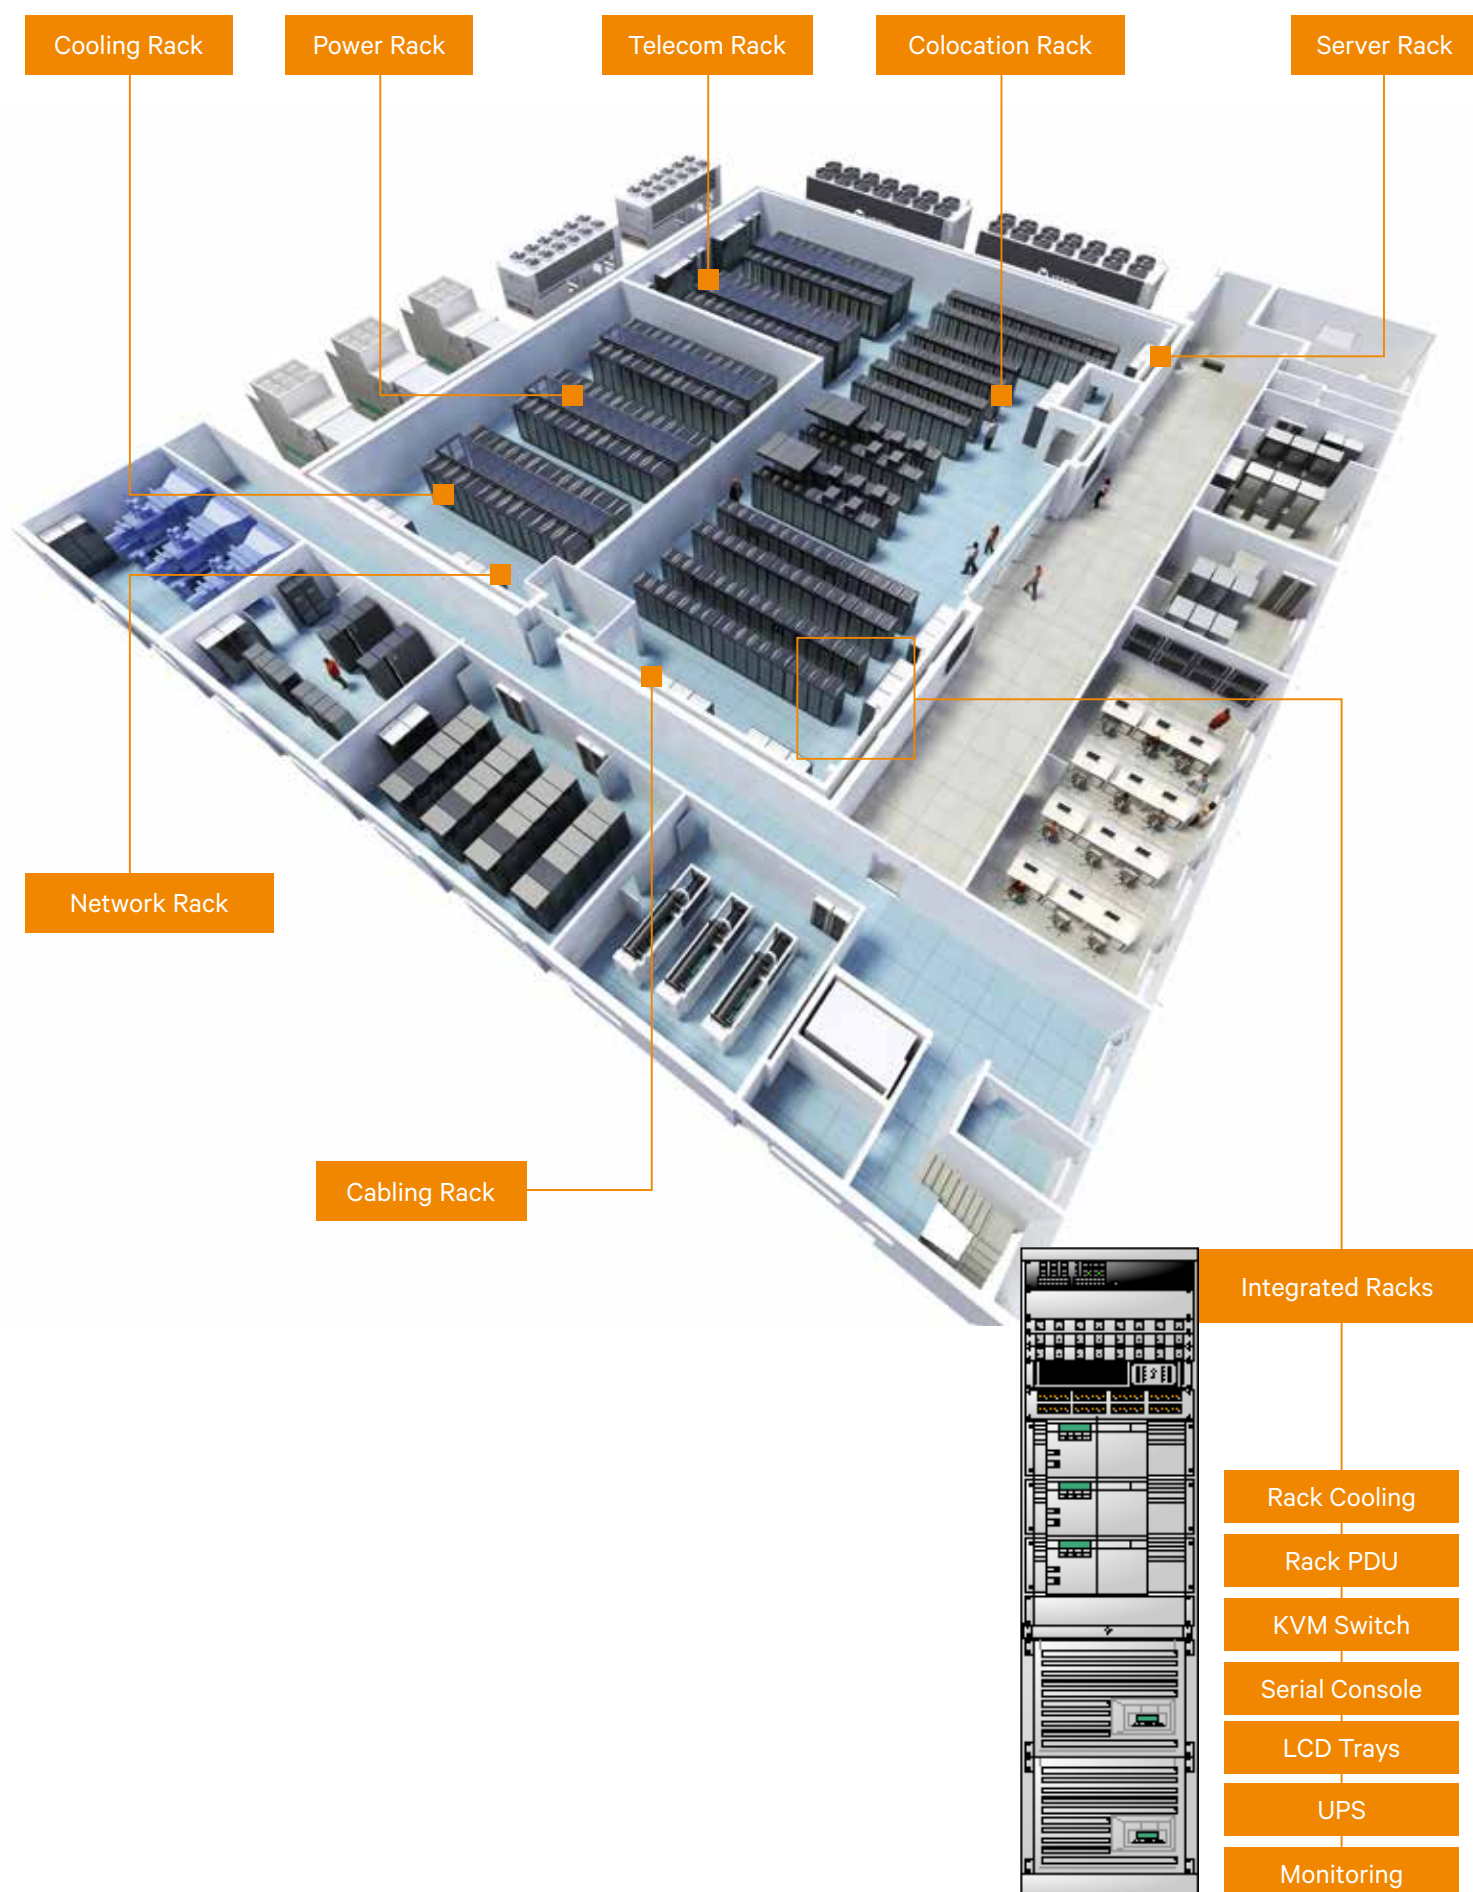 Cooling Rack
Power Rack
Telecom Rack
Colocation Rack
Server Rack
Network Rack
Cabling Rack
Integrated Racks
Rack Cooling
Rack PDU
KVM Switch
Serial Console
LCD Trays
UPS
Monitoring